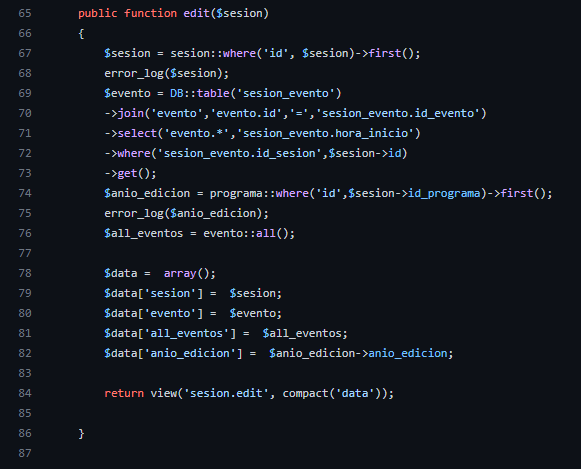 65 public function edit($sesion)
66 {
67 $sesion = sesion::where('id', $sesion)->first();
68 error_log($sesion);
69 $evento = DB::table('sesion_evento')
70 ->join('evento','evento.id','=','sesion_evento.id_evento')
71 ->select('evento.*','sesion_evento.hora_inicio')
72 ->where('sesion_evento.id_sesion',$sesion->id)
73 ->get();
74 $anio_edicion = programa::where('id',$sesion->id_programa)->first();
75 error_log($anio_edicion);
76 $all_eventos = evento::all();
77
78 $data =  array();
79 $data['sesion'] =  $sesion;
80 $data['evento'] =  $evento;
81 $data['all_eventos'] =  $all_eventos;
82 $data['anio_edicion'] =  $anio_edicion->anio_edicion;
83
84 return view('sesion.edit', compact('data'));
85
86 }
87